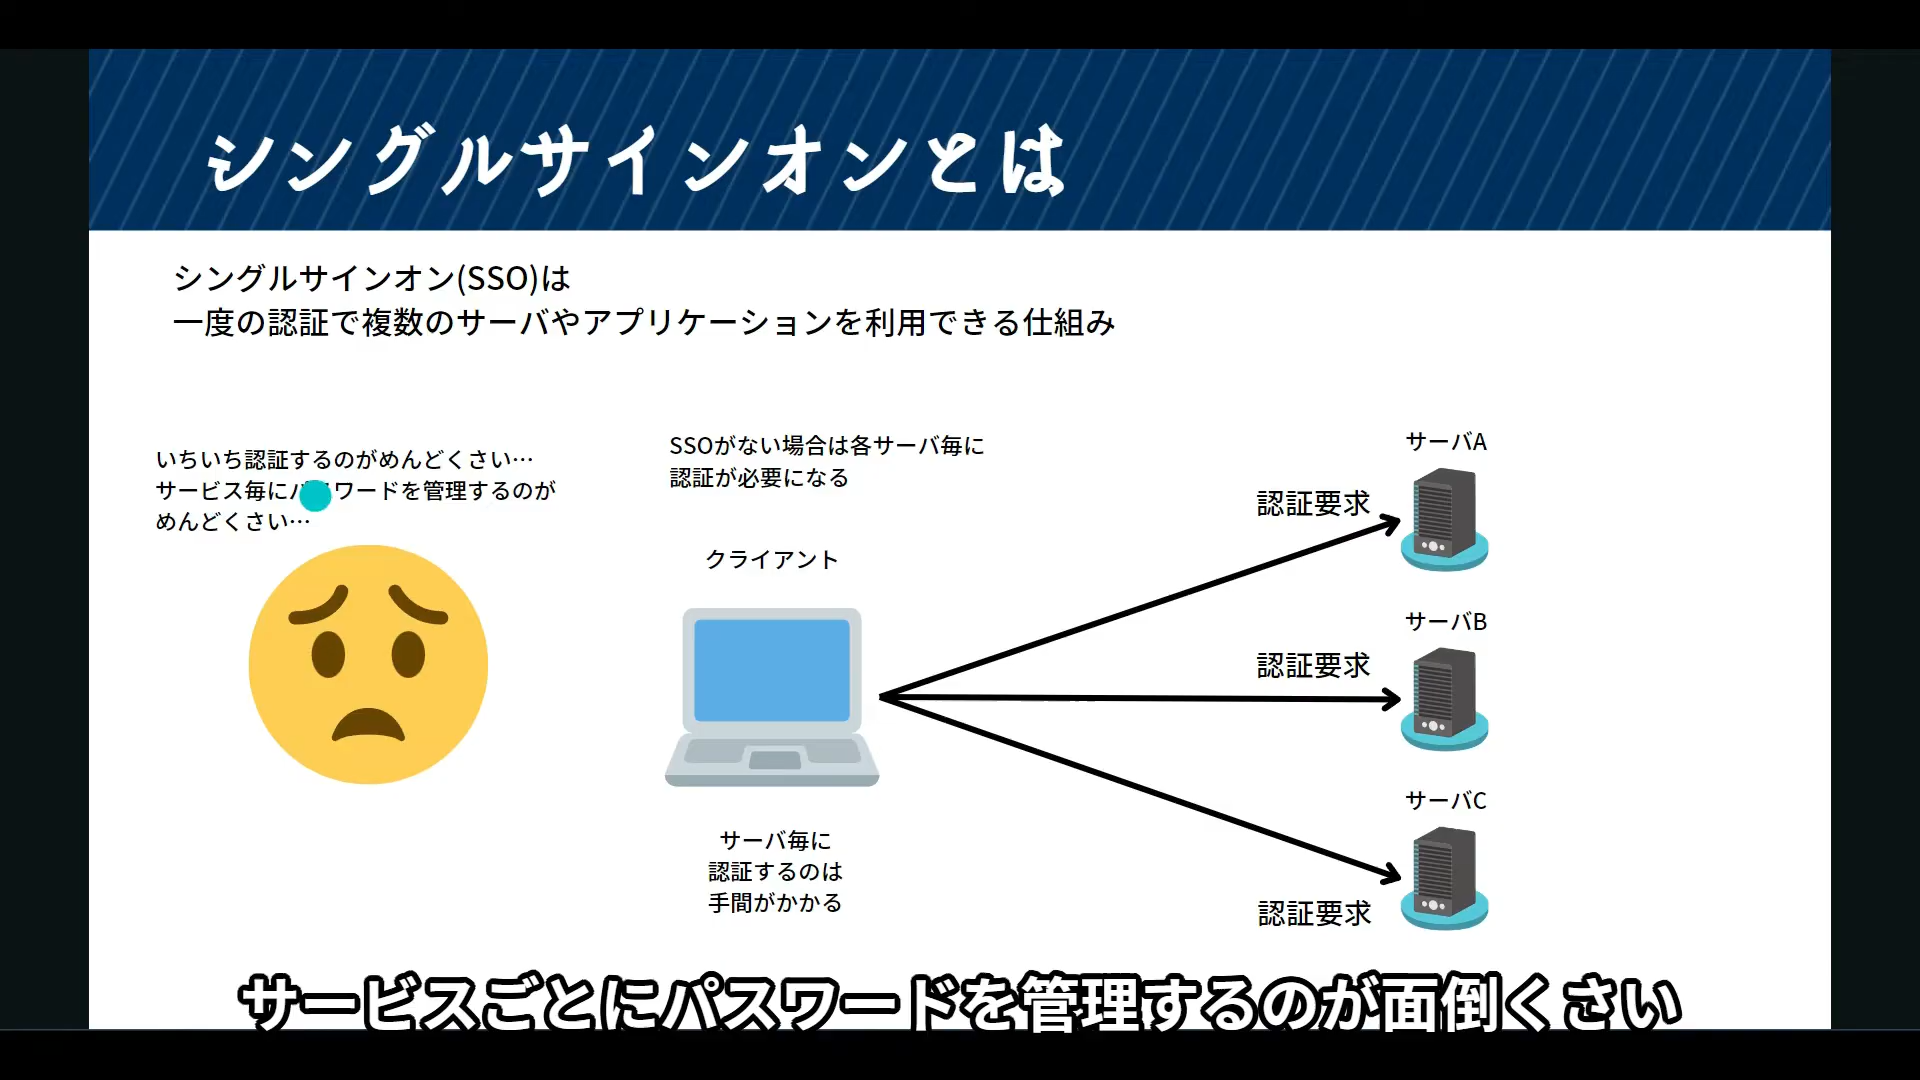 シングルサインオンとは
シングルサインオン(SSO)は
一度の認証で複数のサーバやアプリケーションを利用できる仕組み
いちいち認証するのがめんどくさい…
サービス毎にパスワードを管理するのが
めんどくさい…
SSOがない場合は各サーバ毎に
認証が必要になる
クライアント
サーバ毎に
認証するのは
手間がかかる
認証要求
サーバA
認証要求
サーバB
認証要求
サーバC
サービスごとにパスワードを管理するのが面倒くさい